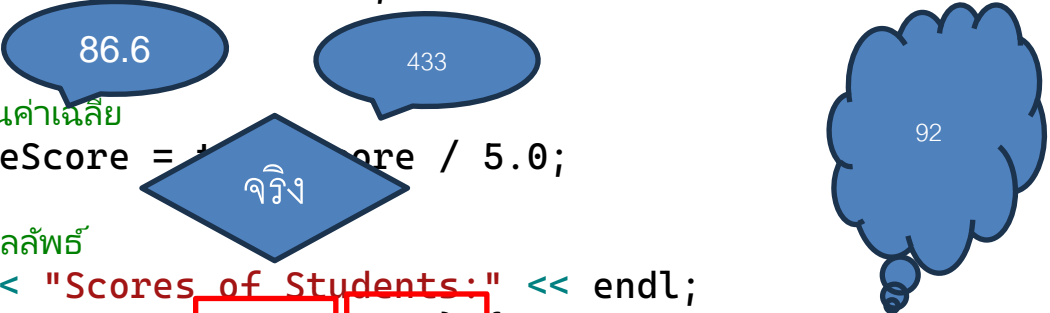 86.6
433
92
นค่าเฉลี่ย
eScore = ore / 5.0;
จริง
ลลัพธ์
< "Scores of Students:" << endl;